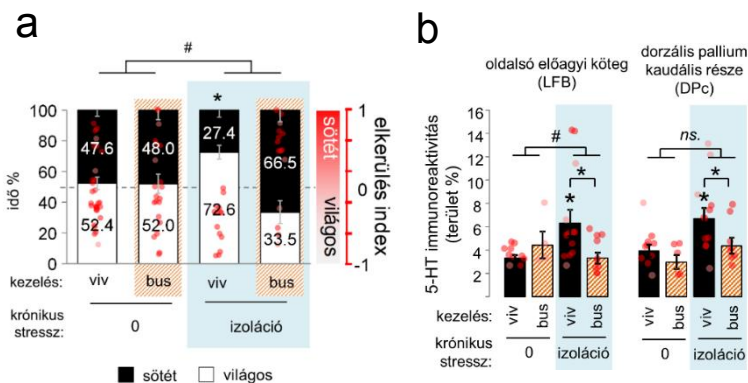 a
#
*
100
80
60
40
20
0
idő %
47.6
48.0
27.4
66.5
52.4
52.0
72.6
33.5
1
0
-1
sötét
világos
elkerülés index
kezelés:
viv
bus
viv
bus
krónikus
stressz:
0
izoláció
sötét
világos
b
oldalsó előagyi köteg
(LFB)
dorzális pallium
kaudális része
(DPc)
16
14
12
8
6
4
2
0
5-HT immunoreaktivitás
(terület %)
#
*
*
ns.
*
*
kezelés:
viv
bus
viv
bus
viv
bus
viv
bus
krónikus
stressz:
0
izoláció
0
izoláció